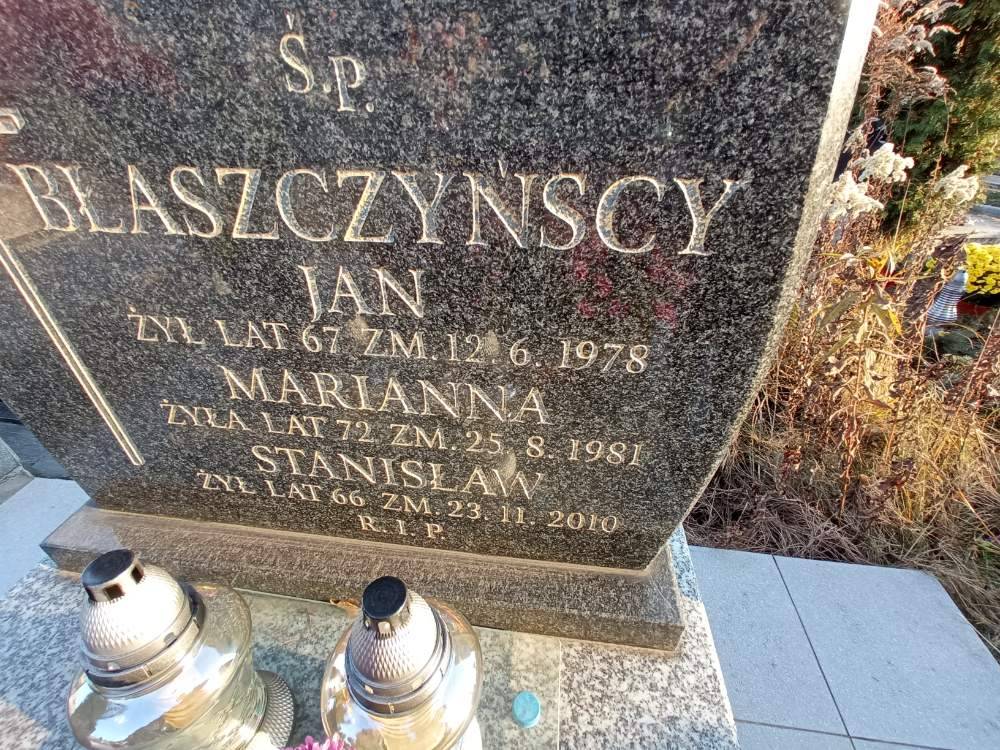 Ś.P.
BŁASZCZYŃSCY
JAN
ŻYŁ LAT 67 ZM. 12. 6. 1978
MARIANNA
ŻYŁA LAT 72 ZM. 25. 8. 1981
STANISŁAW
ŻYŁ LAT 66 ZM. 23. 11. 2010
R.I.P.